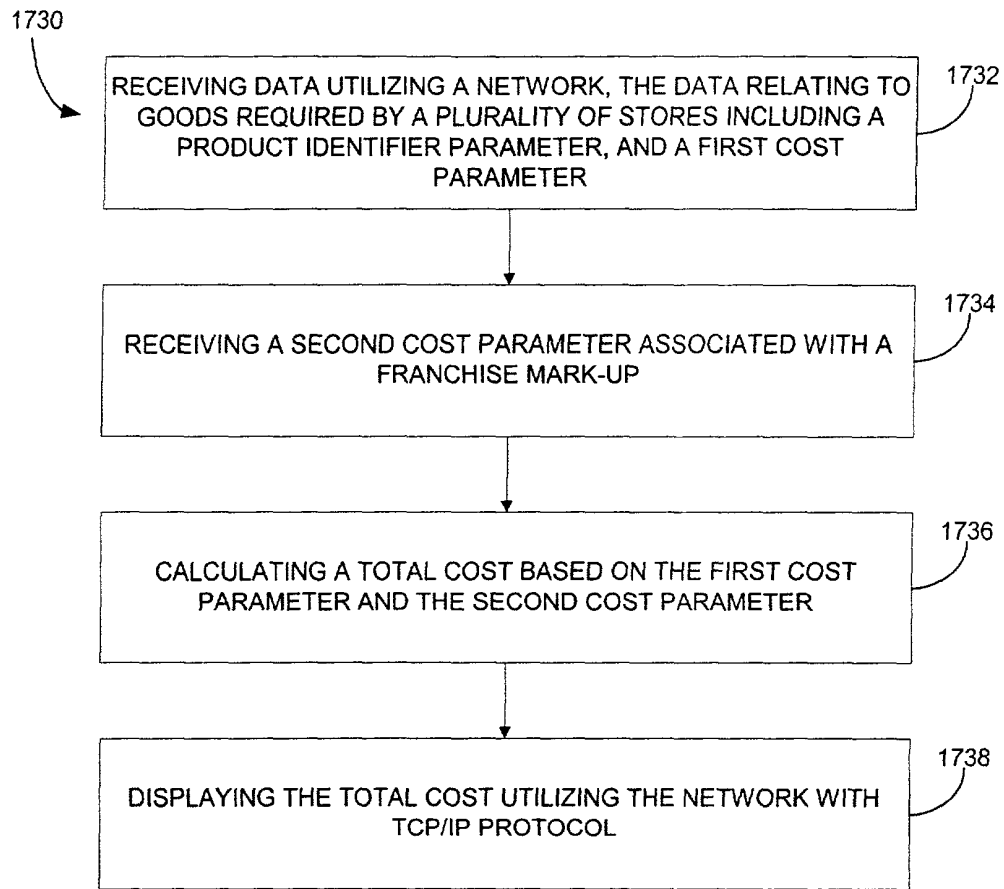 1730
RECEIVING DATA UTILIZING A NETWORK, THE DATA RELATING TO
GOODS REQUIRED BY A PLURALITY OF STORES INCLUDING A
PRODUCT IDENTIFIER PARAMETER, AND A FIRST COST
PARAMETER
1732
RECEIVING A SECOND COST PARAMETER ASSOCIATED WITH A
FRANCHISE MARK-UP
1734
CALCULATING A TOTAL COST BASED ON THE FIRST COST
PARAMETER AND THE SECOND COST PARAMETER
1736
DISPLAYING THE TOTAL COST UTILIZING THE NETWORK WITH
TCP/IP PROTOCOL
1738